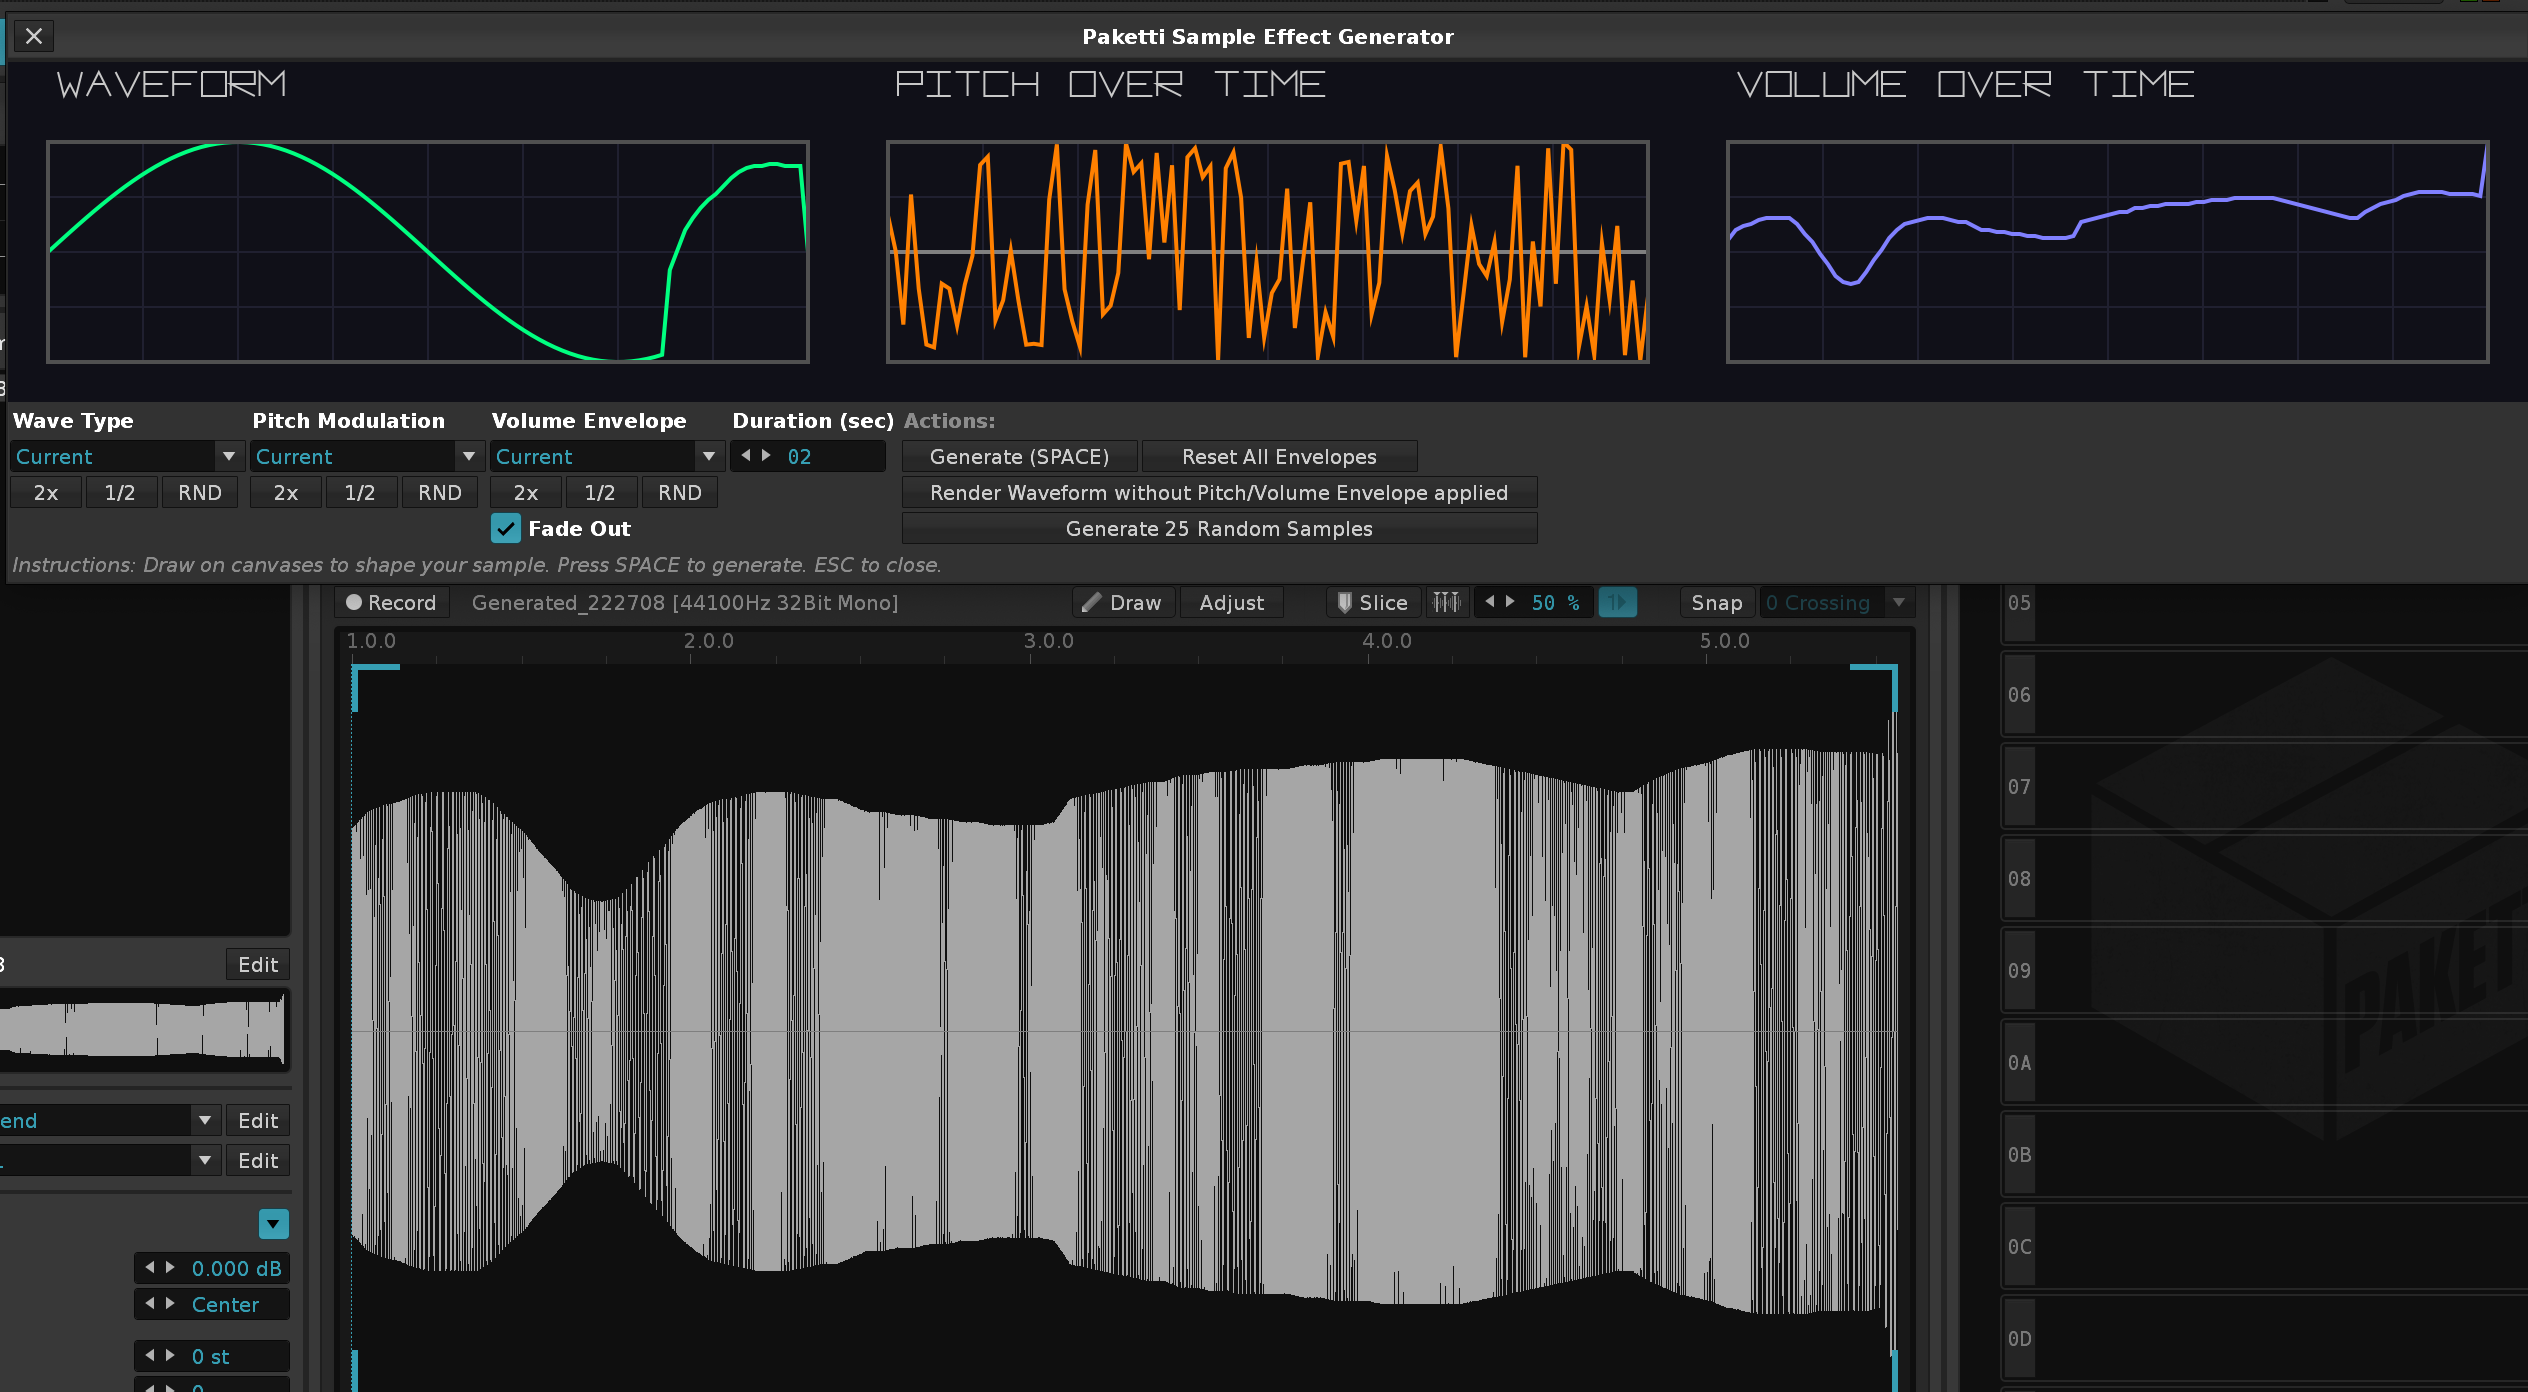 Paketti Sample Effect Generator
WAVEFORM
PITCH OVER TIME
VOLUME OVER TIME
Wave Type
Pitch Modulation
Volume Envelope
Duration (sec)
Actions:
Current
Current
Current
02
Generate (SPACE)
Reset All Envelopes
2x
1/2
RND
2x
1/2
RND
2x
1/2
RND
Render Waveform without Pitch/Volume Envelope applied
Fade Out
Generate 25 Random Samples
Instructions: Draw on canvases to shape your sample. Press SPACE to generate. ESC to close.
Record
Generated_222708 [44100Hz 32Bit Mono]
Draw
Adjust
Slice
50 %
Snap
0 Crossing
1.0.0
2.0.0
3.0.0
4.0.0
5.0.0
05
06
07
08
09
0A
0B
0C
0D
Edit
end
Edit
Edit
0.000 dB
Center
0 st